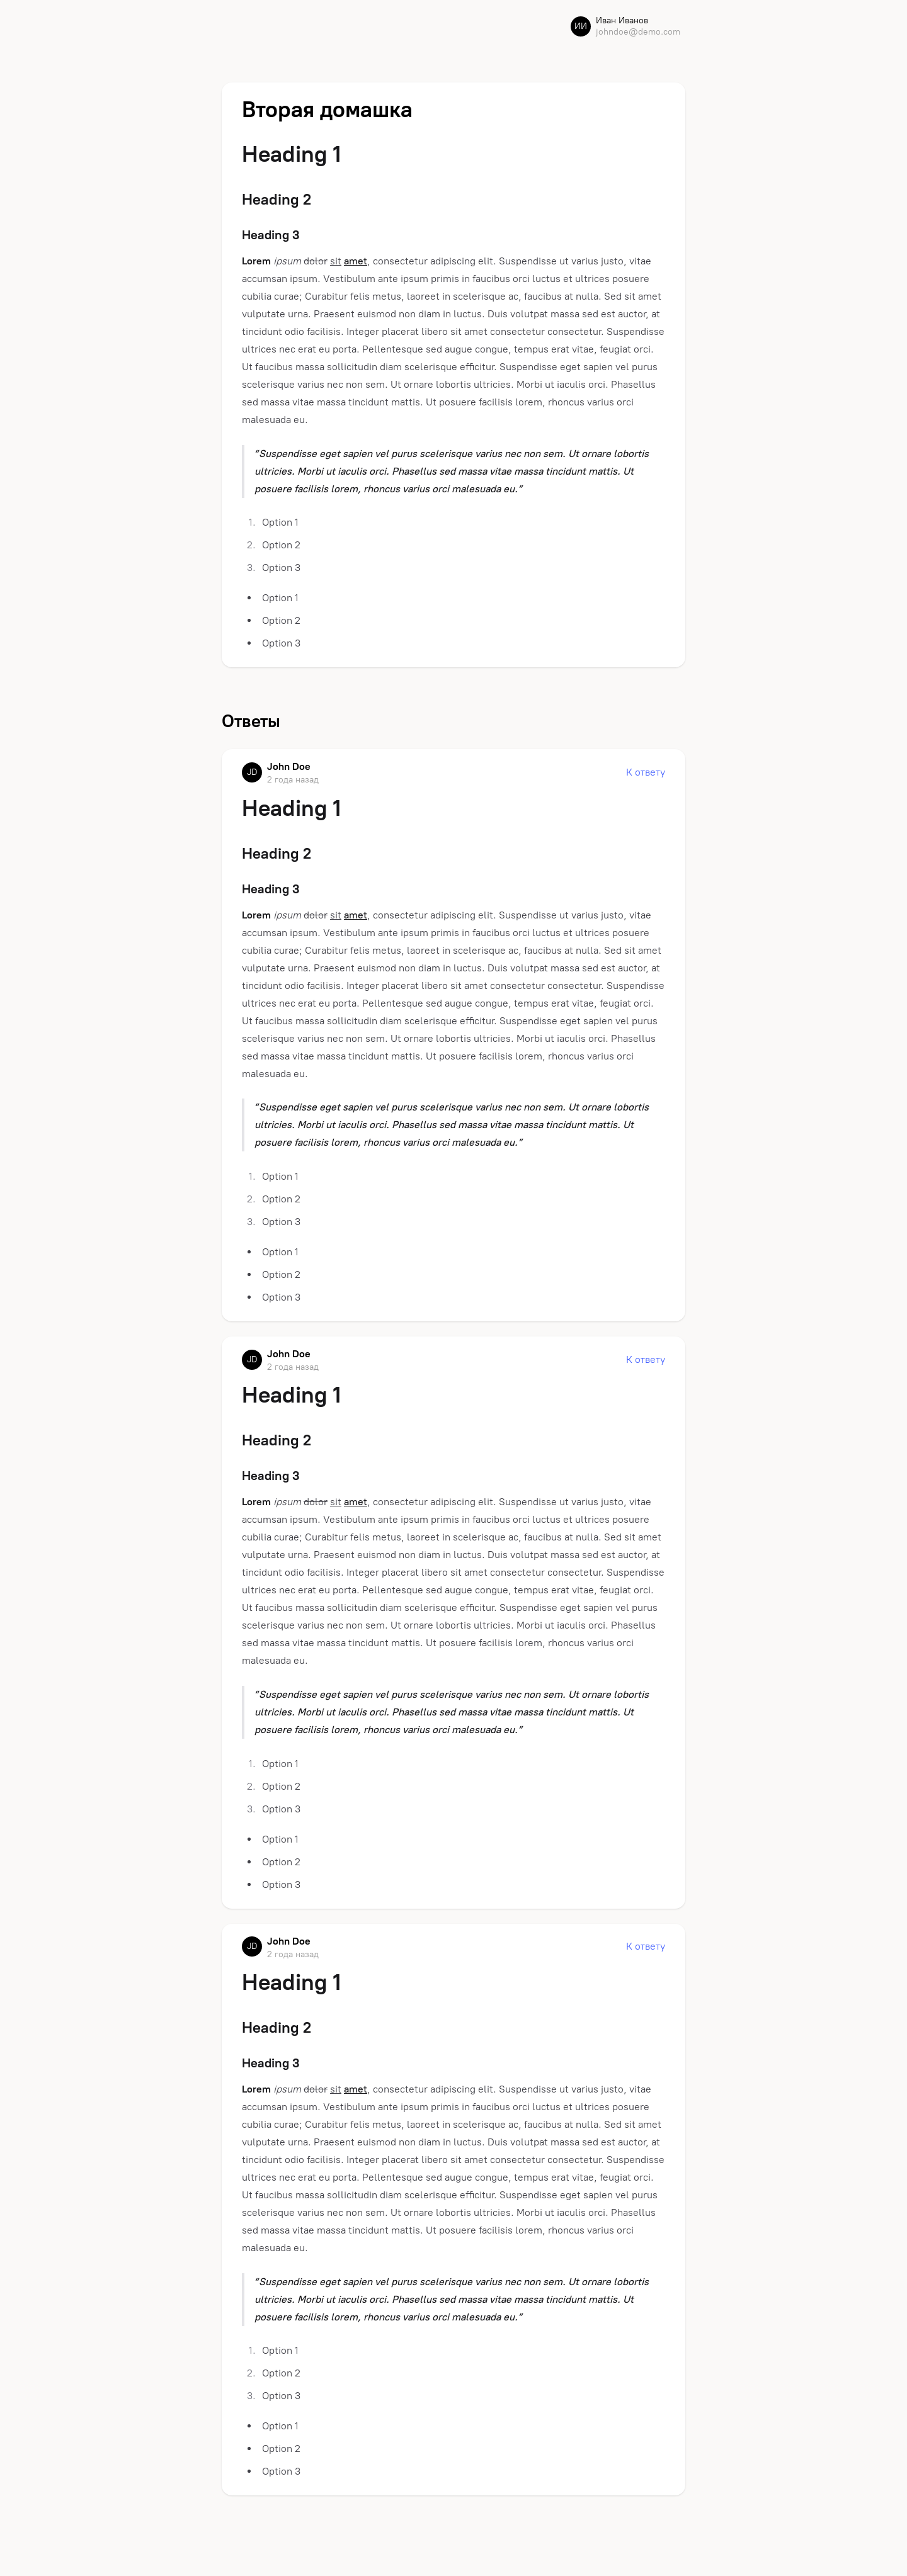 ИИ
Иван Иванов
johndoe@demo.com
Вторая домашка
Heading 1
Heading 2
Heading 3
Lorem ipsum dolor sit amet, consectetur adipiscing elit. Suspendisse ut varius justo, vitae
accumsan ipsum. Vestibulum ante ipsum primis in faucibus orci luctus et ultrices posuere
cubilia curae; Curabitur felis metus, laoreet in scelerisque ac, faucibus at nulla. Sed sit amet
vulputate urna. Praesent euismod non diam in luctus. Duis volutpat massa sed est auctor, at
tincidunt odio facilisis. Integer placerat libero sit amet consectetur consectetur. Suspendisse
ultrices nec erat eu porta. Pellentesque sed augue congue, tempus erat vitae, feugiat orci.
Ut faucibus massa sollicitudin diam scelerisque efficitur. Suspendisse eget sapien vel purus
scelerisque varius nec non sem. Ut ornare lobortis ultricies. Morbi ut iaculis orci. Phasellus
sed massa vitae massa tincidunt mattis. Ut posuere facilisis lorem, rhoncus varius orci
malesuada eu.
“Suspendisse eget sapien vel purus scelerisque varius nec non sem. Ut ornare lobortis
ultricies. Morbi ut iaculis orci. Phasellus sed massa vitae massa tincidunt mattis. Ut
posuere facilisis lorem, rhoncus varius orci malesuada eu.”
1. Option 1
2. Option 2
3. Option 3
• Option 1
• Option 2
• Option 3
Ответы
JD
John Doe
2 года назад
К ответу
Heading 1
Heading 2
Heading 3
Lorem ipsum dolor sit amet, consectetur adipiscing elit. Suspendisse ut varius justo, vitae
accumsan ipsum. Vestibulum ante ipsum primis in faucibus orci luctus et ultrices posuere
cubilia curae; Curabitur felis metus, laoreet in scelerisque ac, faucibus at nulla. Sed sit amet
vulputate urna. Praesent euismod non diam in luctus. Duis volutpat massa sed est auctor, at
tincidunt odio facilisis. Integer placerat libero sit amet consectetur consectetur. Suspendisse
ultrices nec erat eu porta. Pellentesque sed augue congue, tempus erat vitae, feugiat orci.
Ut faucibus massa sollicitudin diam scelerisque efficitur. Suspendisse eget sapien vel purus
scelerisque varius nec non sem. Ut ornare lobortis ultricies. Morbi ut iaculis orci. Phasellus
sed massa vitae massa tincidunt mattis. Ut posuere facilisis lorem, rhoncus varius orci
malesuada eu.
“Suspendisse eget sapien vel purus scelerisque varius nec non sem. Ut ornare lobortis
ultricies. Morbi ut iaculis orci. Phasellus sed massa vitae massa tincidunt mattis. Ut
posuere facilisis lorem, rhoncus varius orci malesuada eu.”
1. Option 1
2. Option 2
3. Option 3
• Option 1
• Option 2
• Option 3
JD
John Doe
2 года назад
К ответу
Heading 1
Heading 2
Heading 3
Lorem ipsum dolor sit amet, consectetur adipiscing elit. Suspendisse ut varius justo, vitae
accumsan ipsum. Vestibulum ante ipsum primis in faucibus orci luctus et ultrices posuere
cubilia curae; Curabitur felis metus, laoreet in scelerisque ac, faucibus at nulla. Sed sit amet
vulputate urna. Praesent euismod non diam in luctus. Duis volutpat massa sed est auctor, at
tincidunt odio facilisis. Integer placerat libero sit amet consectetur consectetur. Suspendisse
ultrices nec erat eu porta. Pellentesque sed augue congue, tempus erat vitae, feugiat orci.
Ut faucibus massa sollicitudin diam scelerisque efficitur. Suspendisse eget sapien vel purus
scelerisque varius nec non sem. Ut ornare lobortis ultricies. Morbi ut iaculis orci. Phasellus
sed massa vitae massa tincidunt mattis. Ut posuere facilisis lorem, rhoncus varius orci
malesuada eu.
“Suspendisse eget sapien vel purus scelerisque varius nec non sem. Ut ornare lobortis
ultricies. Morbi ut iaculis orci. Phasellus sed massa vitae massa tincidunt mattis. Ut
posuere facilisis lorem, rhoncus varius orci malesuada eu.”
1. Option 1
2. Option 2
3. Option 3
• Option 1
• Option 2
• Option 3
JD
John Doe
2 года назад
К ответу
Heading 1
Heading 2
Heading 3
Lorem ipsum dolor sit amet, consectetur adipiscing elit. Suspendisse ut varius justo, vitae
accumsan ipsum. Vestibulum ante ipsum primis in faucibus orci luctus et ultrices posuere
cubilia curae; Curabitur felis metus, laoreet in scelerisque ac, faucibus at nulla. Sed sit amet
vulputate urna. Praesent euismod non diam in luctus. Duis volutpat massa sed est auctor, at
tincidunt odio facilisis. Integer placerat libero sit amet consectetur consectetur. Suspendisse
ultrices nec erat eu porta. Pellentesque sed augue congue, tempus erat vitae, feugiat orci.
Ut faucibus massa sollicitudin diam scelerisque efficitur. Suspendisse eget sapien vel purus
scelerisque varius nec non sem. Ut ornare lobortis ultricies. Morbi ut iaculis orci. Phasellus
sed massa vitae massa tincidunt mattis. Ut posuere facilisis lorem, rhoncus varius orci
malesuada eu.
“Suspendisse eget sapien vel purus scelerisque varius nec non sem. Ut ornare lobortis
ultricies. Morbi ut iaculis orci. Phasellus sed massa vitae massa tincidunt mattis. Ut
posuere facilisis lorem, rhoncus varius orci malesuada eu.”
1. Option 1
2. Option 2
3. Option 3
• Option 1
• Option 2
• Option 3